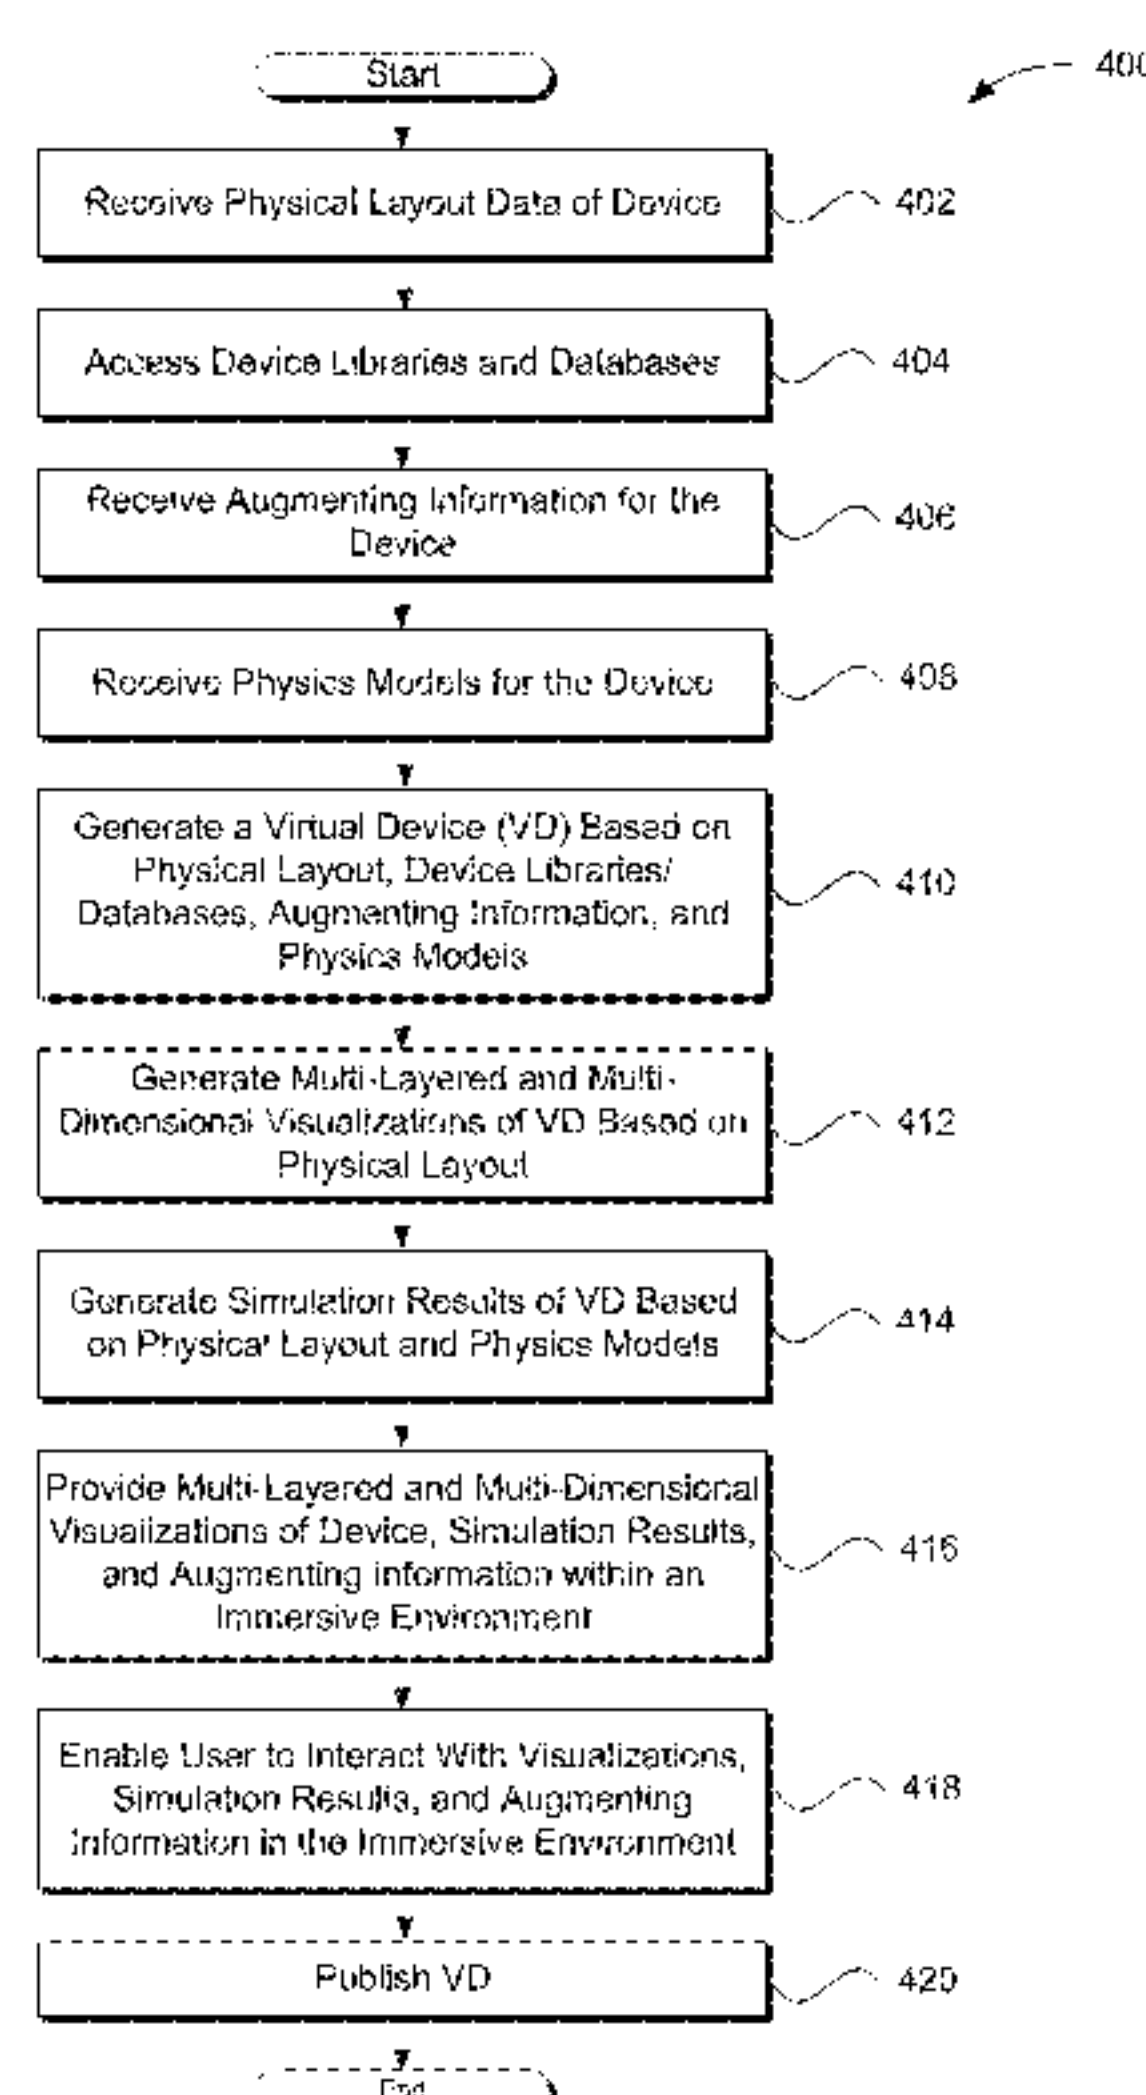 Start
400
Receive Physical Layout Data of Device
402
Access Device Libraries and Databases
404
Receive Augmenting Information for the
Device
406
Receive Physics Models for the Device
408
Generate a Virtual Device (VD) Based on
Physical Layout, Device Libraries/
Databases, Augmenting Information, and
Physics Models
410
Generate Multi-Layered and Multi-
Dimensional Visualizations of VD Based on
Physical Layout
412
Generate Simulation Results of VD Based
on Physical Layout and Physics Models
414
Provide Multi-Layered and Multi-Dimensional
Visualizations of Device, Simulation Results,
and Augmenting information within an
Immersive Environment
416
Enable User to Interact With Visualizations,
Simulation Results, and Augmenting
Information in the Immersive Environment
418
Publish VD
420
End